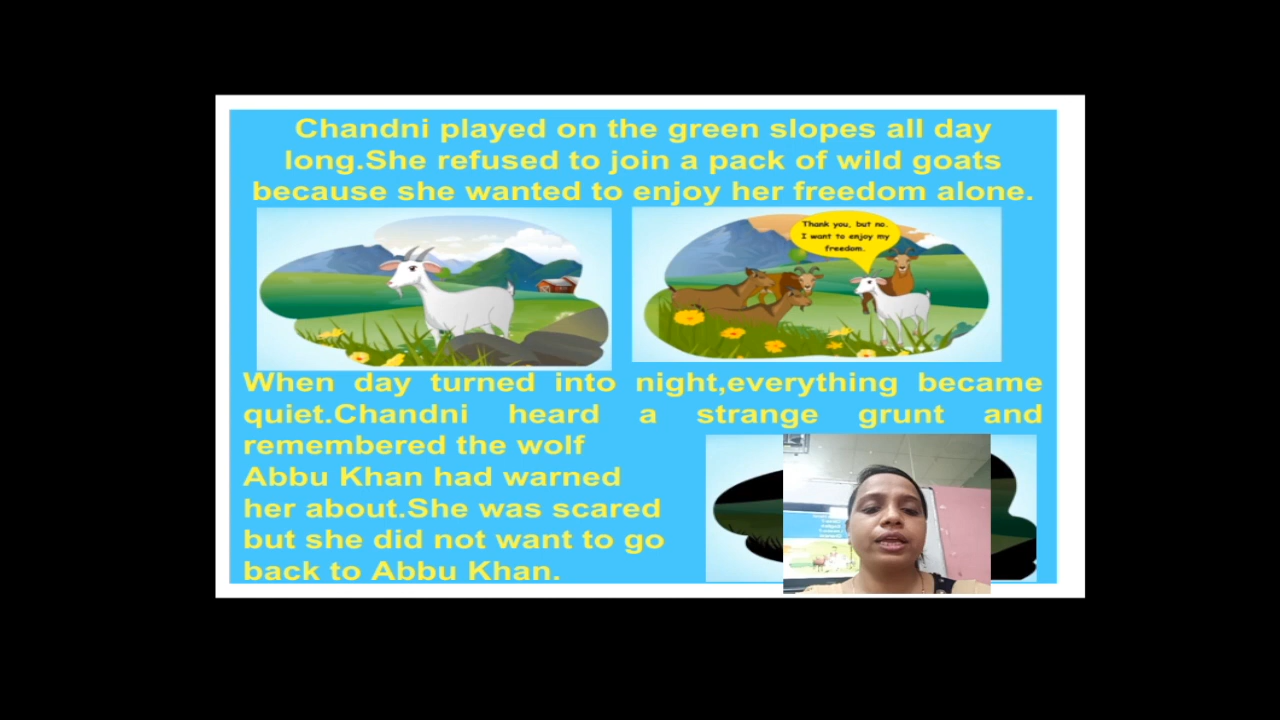 Chandni played on the green slopes all day
long.She refused to join a pack of wild goats
because she wanted to enjoy her freedom alone.
Thank you, but no.
I want to enjoy my
freedom.
When day turned into night,everything became
quiet.Chandni heard a strange grunt and
remembered the wolf
Abbu Khan had warned
her about.She was scared
but she did not want to go
back to Abbu Khan.